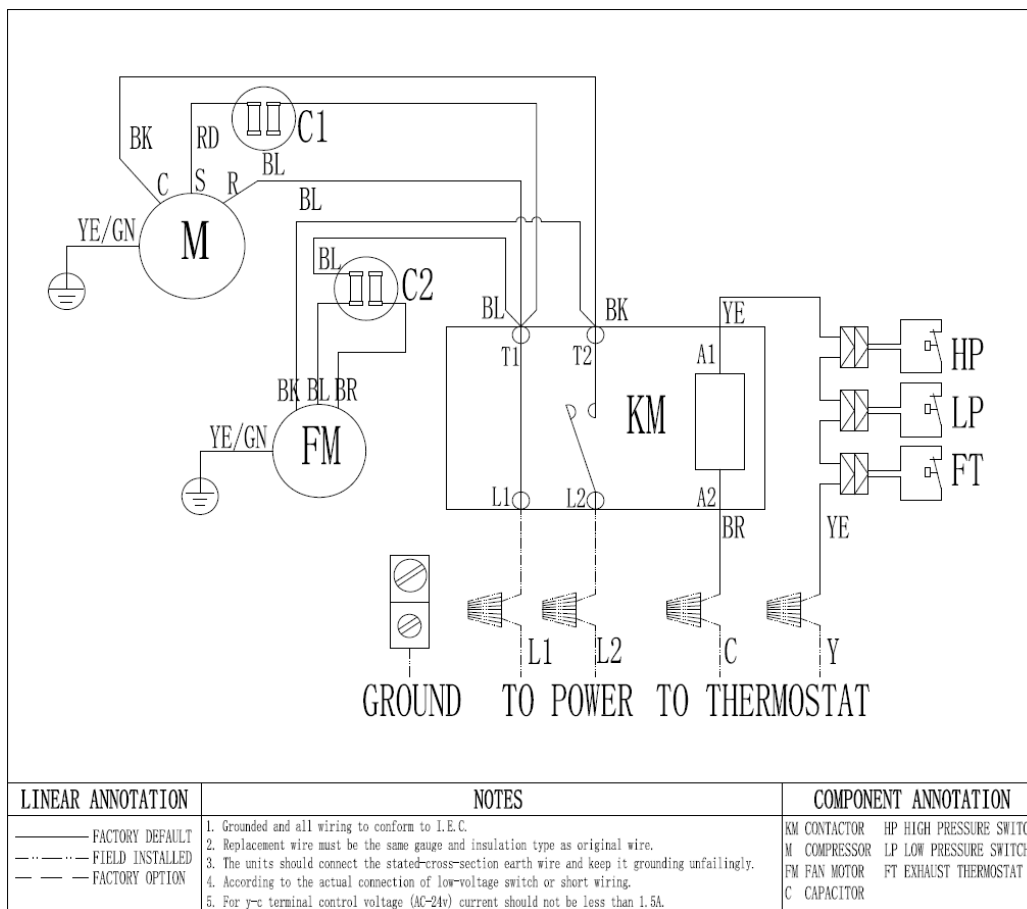 C1
BK
RD
BL
C
S
R
BL
YE/GN
M
BL
C2
BL
BK
YE
T1
T2
A1
HP
BK
BL
BR
KM
LP
YE/GN
FM
FT
L1
L2
A2
BR
YE
L1
L2
C
Y
GROUND
TO POWER
TO THERMOSTAT
LINEAR ANNOTATION
FACTORY DEFAULT
FIELD INSTALLED
FACTORY OPTION
NOTES
1. Grounded and all wiring to conform to I.E.C.
2. Replacement wire must be the same gauge and insulation type as original wire.
3. The units should connect the stated-cross-section earth wire and keep it grounding unfailingly.
4. According to the actual connection of low-voltage switch or short wiring.
5. For y-c terminal control voltage (AC-24v) current should not be less than 1.5A.
COMPONENT ANNOTATION
KM CONTACTOR HP HIGH PRESSURE SWITC
M COMPRESSOR LP LOW PRESSURE SWITCH
FM FAN MOTOR FT EXHAUST THERMOSTAT
C CAPACITOR